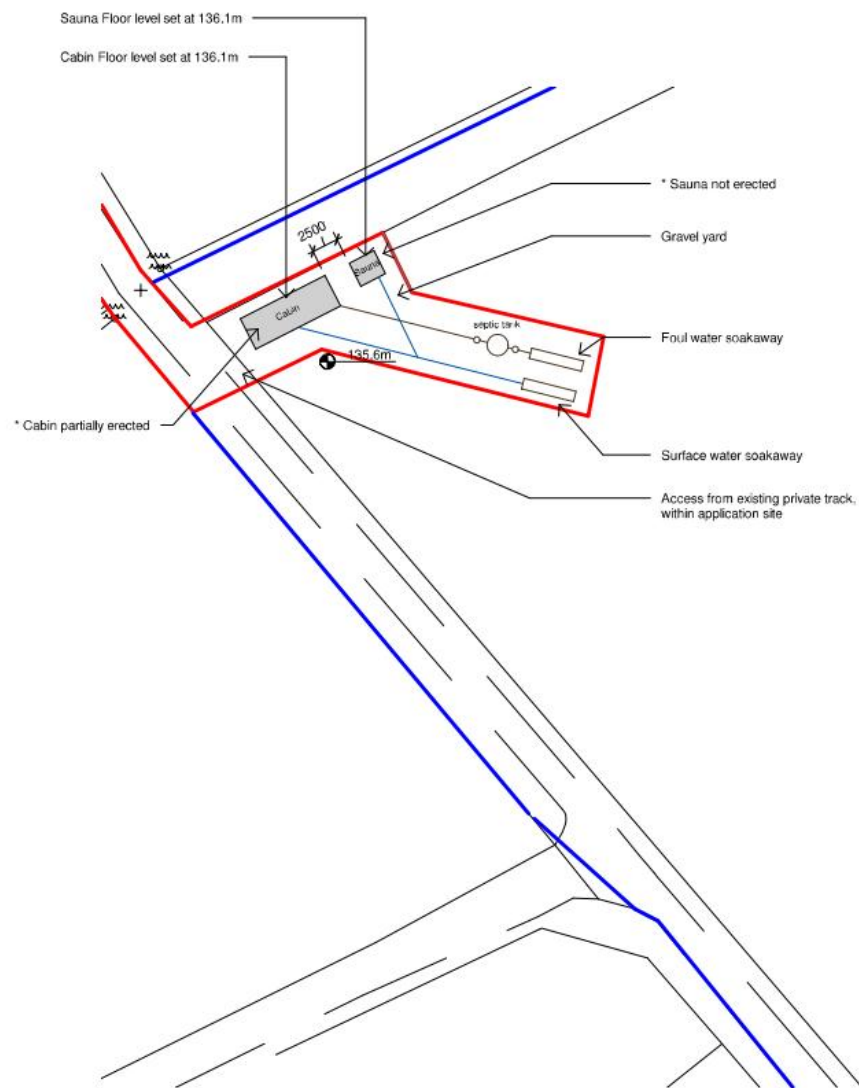 Sauna Floor level set at 136.1m
Cabin Floor level set at 136.1m
* Sauna not erected
2500
Gravel yard
Sauna
Cabin
septic tank
Foul water soakaway
135.6m
* Cabin partially erected
Surface water soakaway
Access from existing private track,
within application site